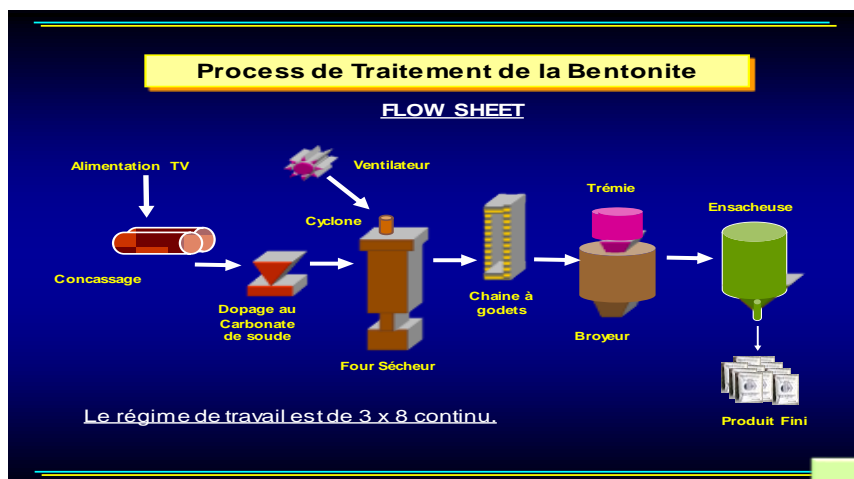 Process de Traitement de la Bentonite
FLOW SHEET
Alimentation TV
Ventilateur
Trémie
Ensacheuse
Cyclone
Concassage
Dopage au
Carbonate
de soude
Chaine à
godets
Broyeur
Four Sécheur
Le régime de travail est de 3 x 8 continu.
Produit Fini